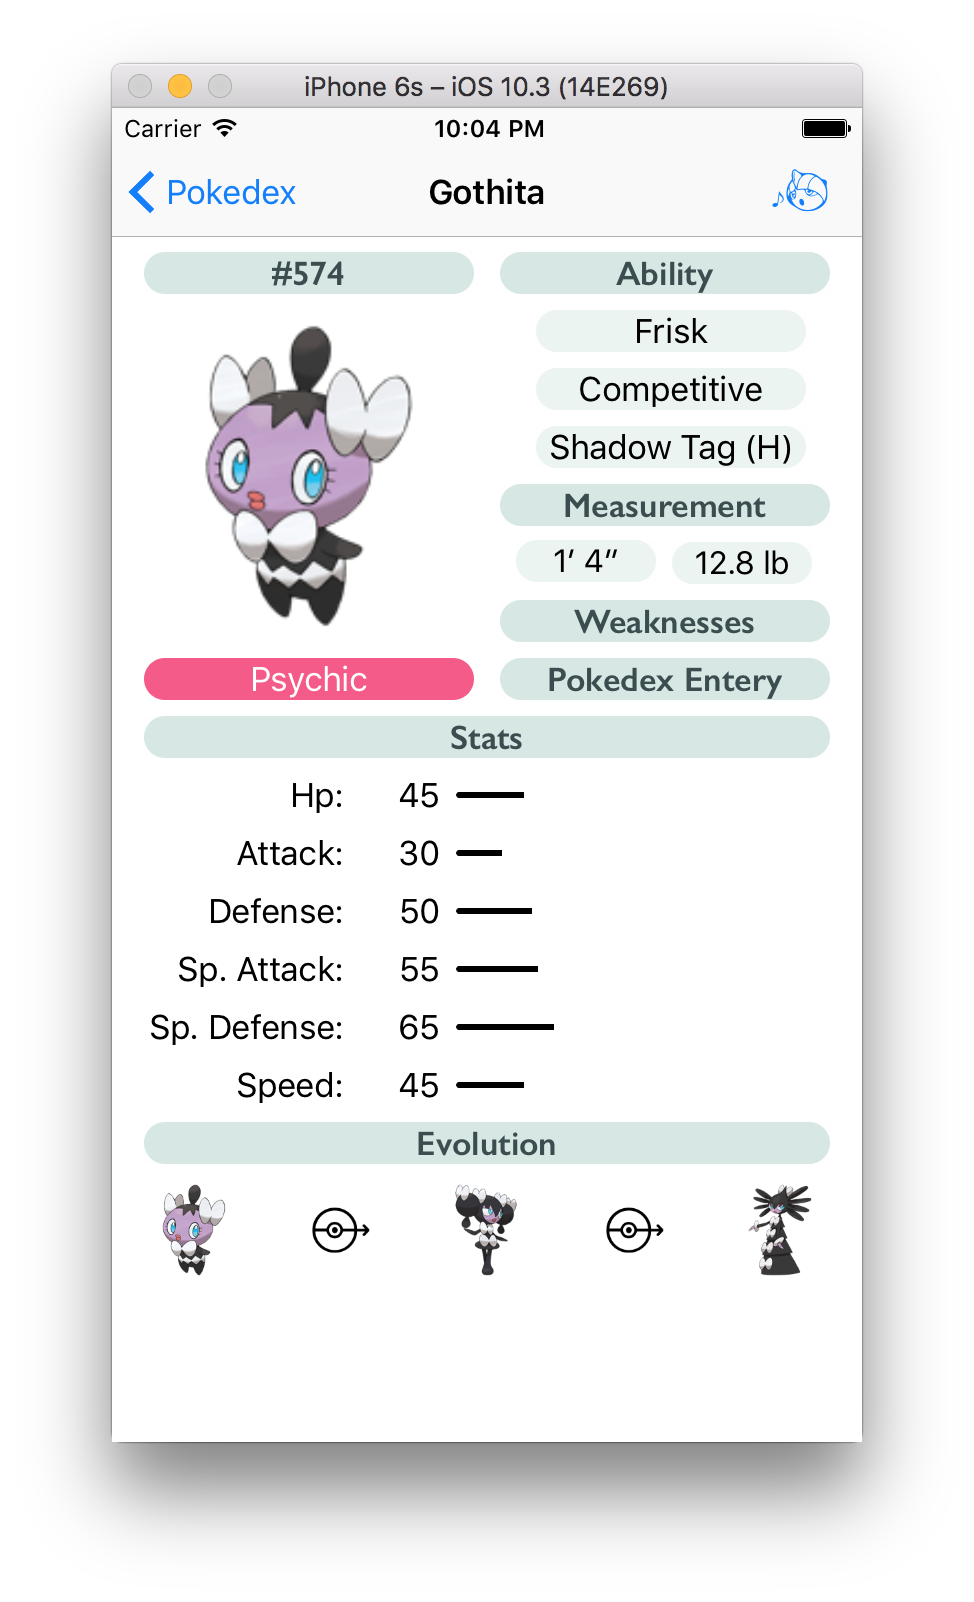 iPhone 6s – iOS 10.3 (14E269)
Carrier 10:04 PM
Pokedex Gothita
#574
Psychic
Ability
Frisk
Competitive
Shadow Tag (H)
Measurement
1’ 4” 12.8 lb
Weaknesses
Pokedex Entery
Stats
Hp: 45
Attack: 30
Defense: 50
Sp. Attack: 55
Sp. Defense: 65
Speed: 45
Evolution